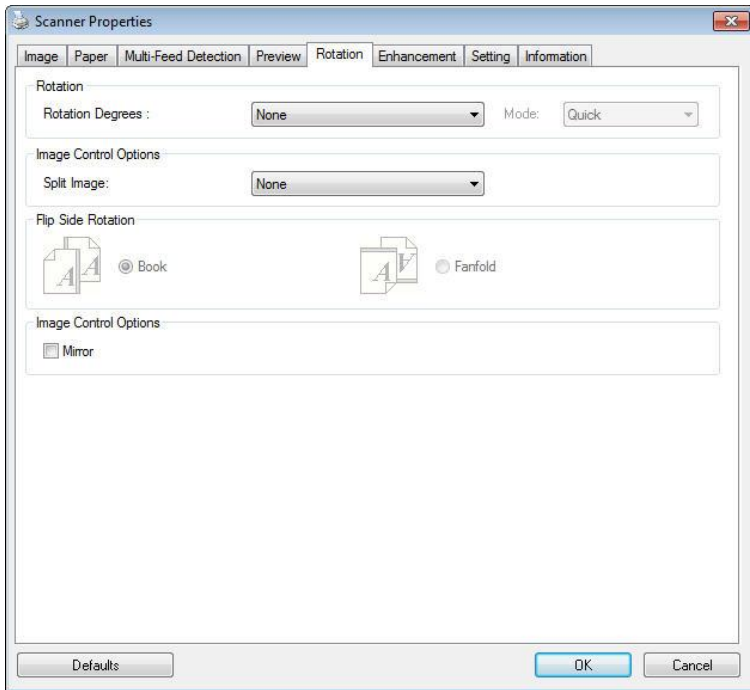 Scanner Properties
Image Paper Multi-Feed Detection Preview Rotation Enhancement Setting Information
Rotation
Rotation Degrees : None Mode: Quick
Image Control Options
Split Image: None
Flip Side Rotation
A A Book A A Fanfold
Image Control Options
Mirror
Defaults OK Cancel